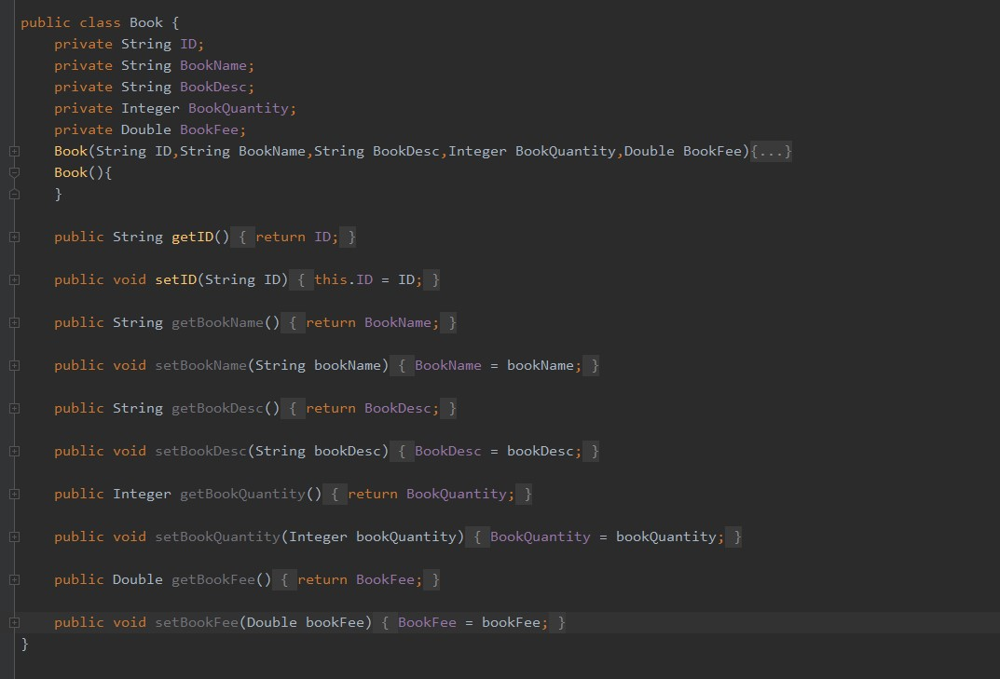 public class Book {
    private String ID;
    private String BookName;
    private String BookDesc;
    private Integer BookQuantity;
    private Double BookFee;
    Book(String ID,String BookName,String BookDesc,Integer BookQuantity,Double BookFee){...}
    Book(){
    }
    public String getID() { return ID; }
    public void setID(String ID) { this.ID = ID; }
    public String getBookName() { return BookName; }
    public void setBookName(String bookName) { BookName = bookName; }
    public String getBookDesc() { return BookDesc; }
    public void setBookDesc(String bookDesc) { BookDesc = bookDesc; }
    public Integer getBookQuantity() { return BookQuantity; }
    public void setBookQuantity(Integer bookQuantity) { BookQuantity = bookQuantity; }
    public Double getBookFee() { return BookFee; }
    public void setBookFee(Double bookFee) { BookFee = bookFee; }
}